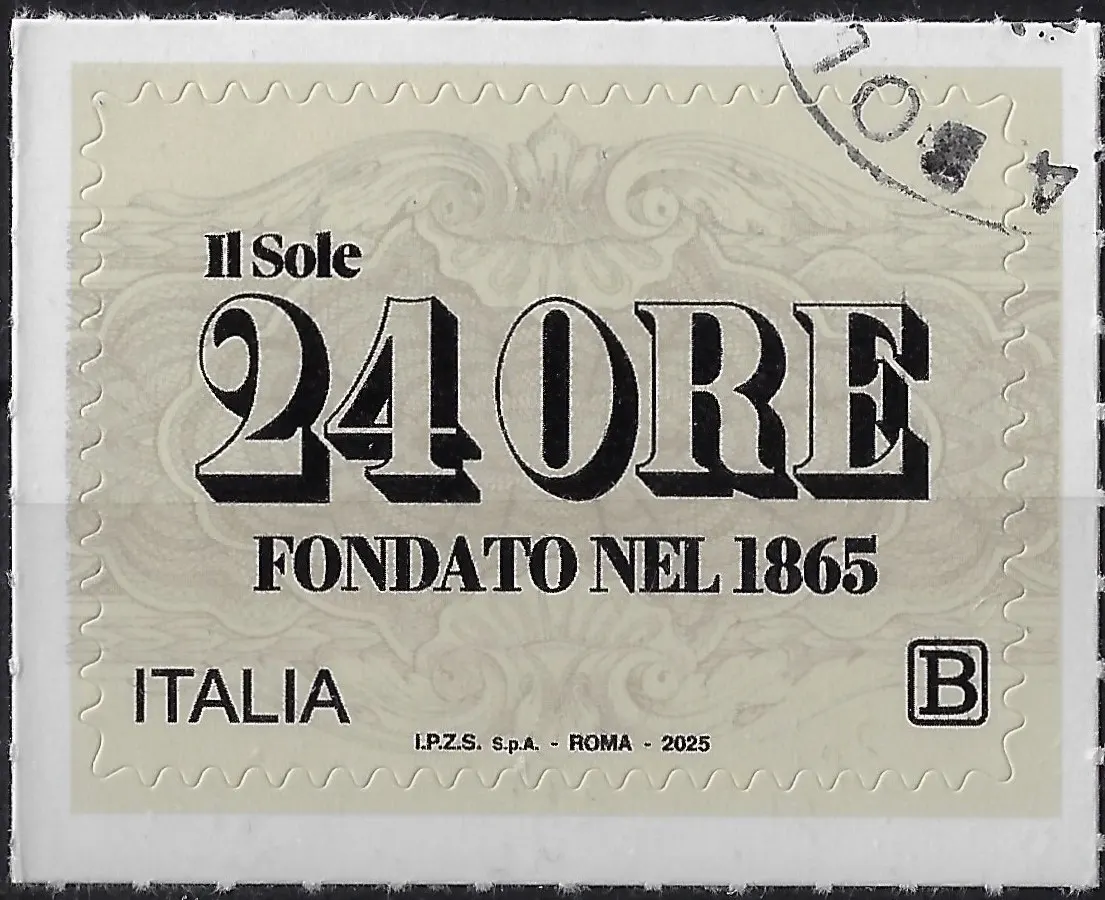 Il Sole
24 ORE
FONDATO NEL 1865
ITALIA
B
I.P.Z.S. S.p.A. - ROMA - 2025